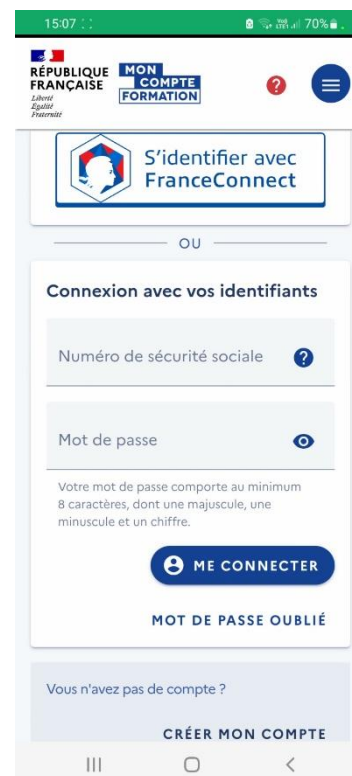 15:07
70%
RÉPUBLIQUE
FRANÇAISE
Liberté
Égalité
Fraternité
MON
COMPTE
FORMATION
?
S'identifier avec
FranceConnect
OU
Connexion avec vos identifiants
Numéro de sécurité sociale
?
Mot de passe
Votre mot de passe comporte au minimum
8 caractères, dont une majuscule, une
minuscule et un chiffre.
ME CONNECTER
MOT DE PASSE OUBLIÉ
Vous n'avez pas de compte ?
CRÉER MON COMPTE